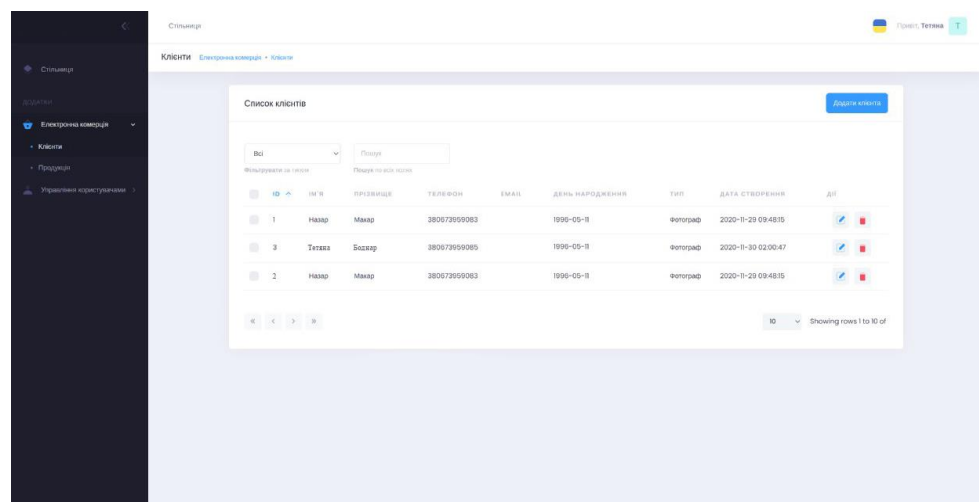 Стільниця
Привіт, Тетяна Т
Клієнти Електронна комерція • Клієнти
Стільниця
ДОДАТКИ
Електронна комерція
Клієнти
Продукція
Управління користувачами
Список клієнтів
Додати клієнта
Всі Пошук
Фільтрувати за типом Пошук по всіх полях
ID ІМ'Я ПРІЗВИЩЕ ТЕЛЕФОН EMAIL ДЕНЬ НАРОДЖЕННЯ ТИП ДАТА СТВОРЕННЯ ДІЇ
1 Назар Макар 380673959083 1996-05-11 Фотограф 2020-11-29 09:48:15
3 Тетяна Боднар 380673959085 1996-05-11 Фотограф 2020-11-30 02:00:47
2 Назар Макар 380673959083 1996-05-11 Фотограф 2020-11-29 09:48:15
« ‹ › » 10 Showing rows 1 to 10 of